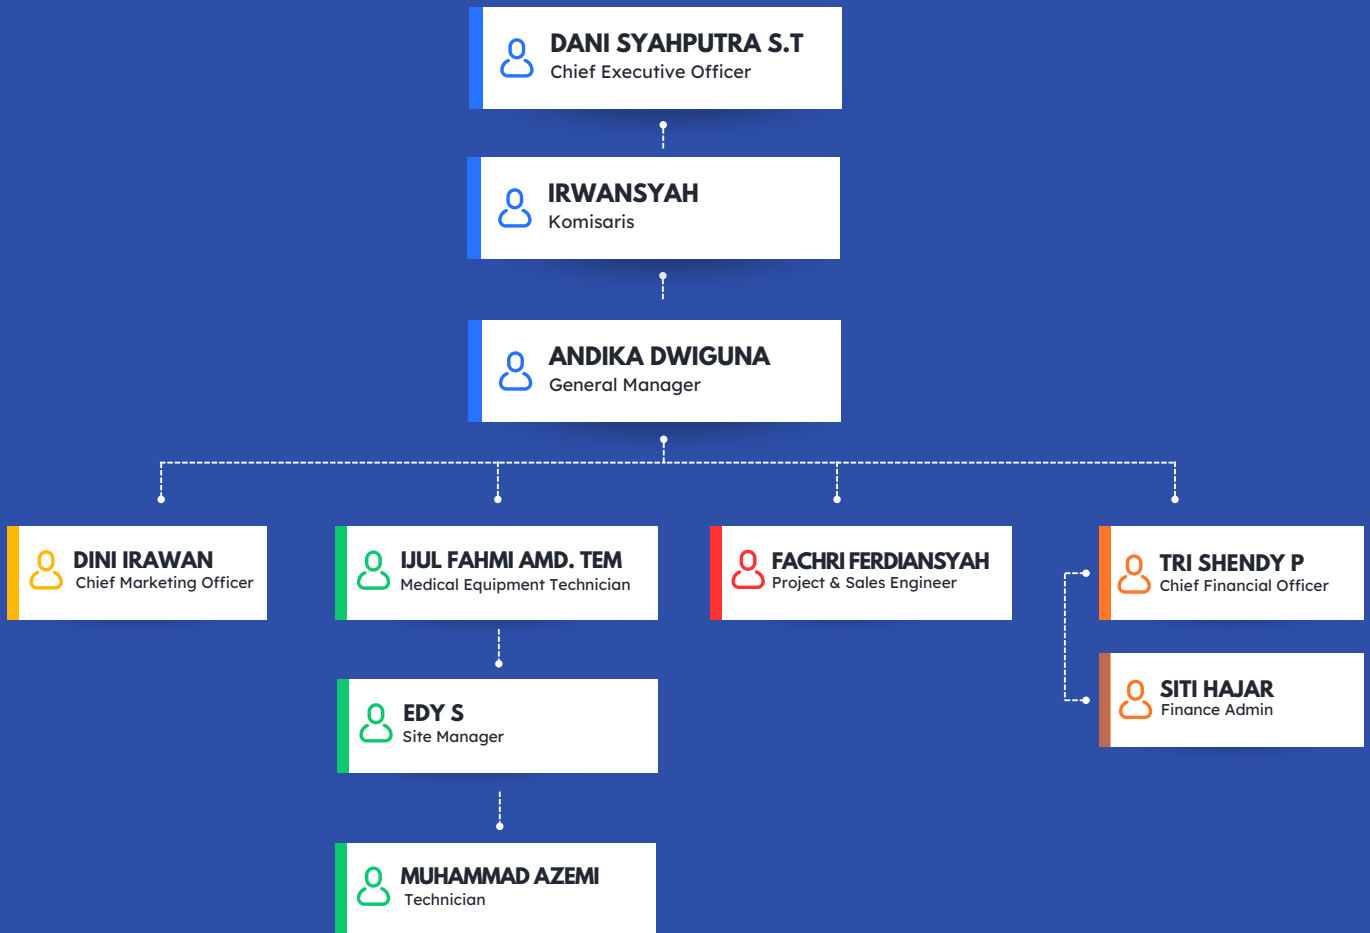 DANI SYAHPUTRA S.T
Chief Executive Officer
IRWANSYAH
Komisaris
ANDIKA DWIGUNA
General Manager
DINI IRAWAN
Chief Marketing Officer
IJUL FAHMI AMD. TEM
Medical Equipment Technician
FACHRI FERDIANSYAH
Project & Sales Engineer
TRI SHENDY P
Chief Financial Officer
EDY S
Site Manager
SITI HAJAR
Finance Admin
MUHAMMAD AZEMI
Technician